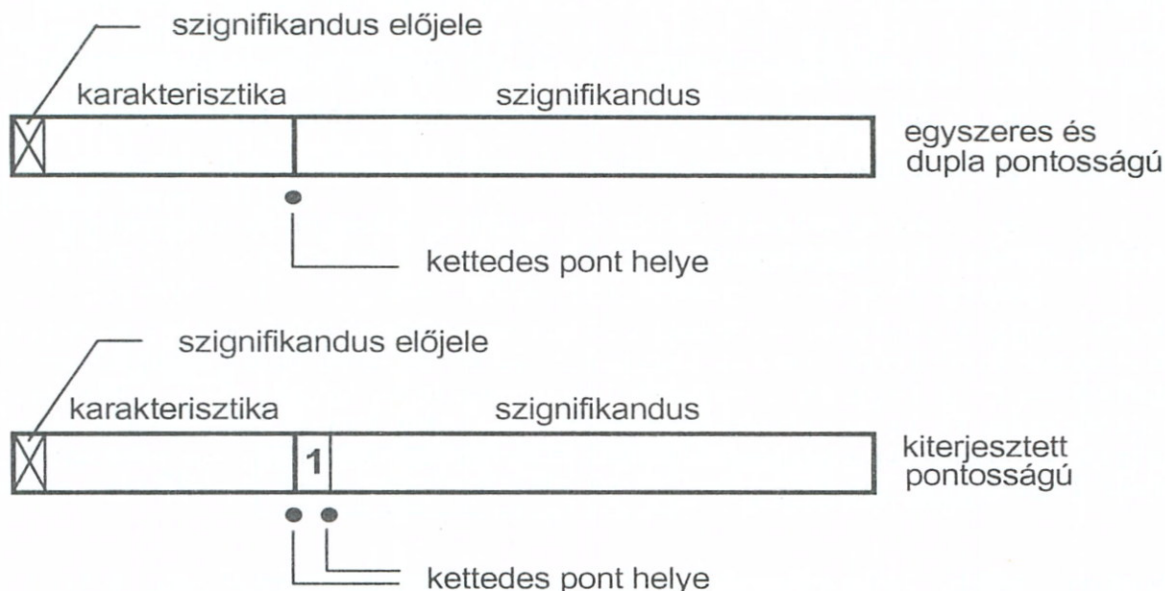 szignifikandus előjele
karakterisztika
szignifikandus
egyszeres és
dupla pontosságú
kettedes pont helye
szignifikandus előjele
karakterisztika
szignifikandus
1
kiterjesztett
pontosságú
kettedes pont helye